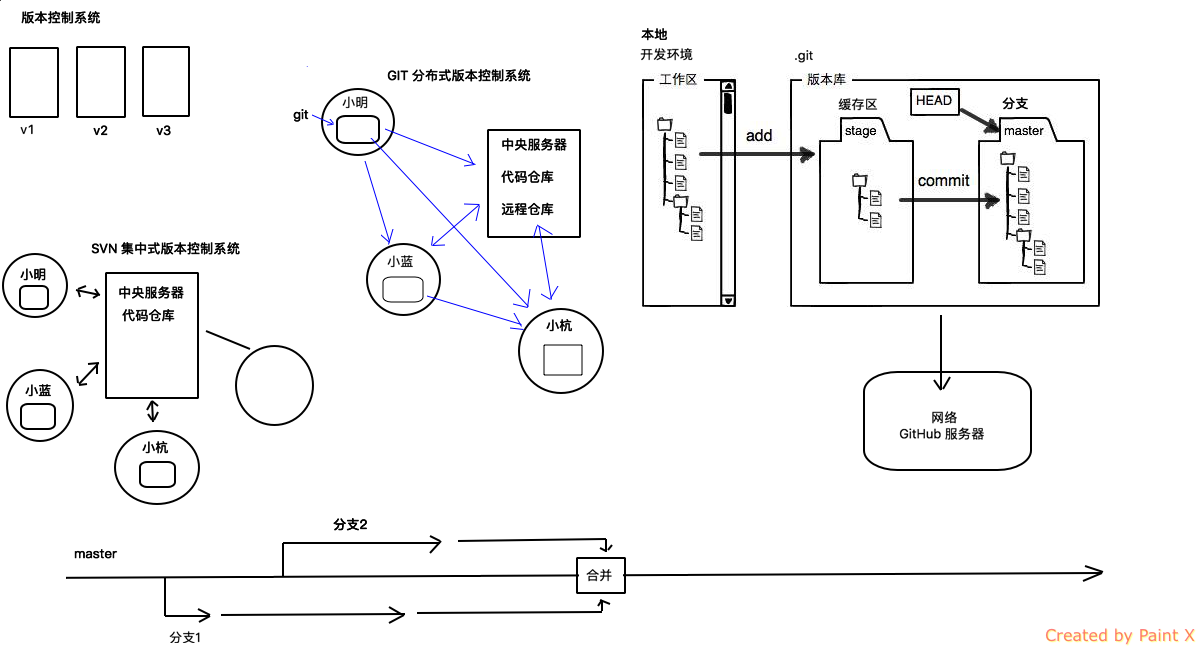 版本控制系统
v1
v2
v3
GIT 分布式版本控制系统
git
小明
中央服务器
代码仓库
远程仓库
小蓝
小杭
SVN 集中式版本控制系统
小明
中央服务器
代码仓库
小蓝
小杭
本地
开发环境
工作区
add
.git
版本库
缓存区
stage
HEAD
分支
master
commit
网络
GitHub 服务器
分支2
master
合并
分支1
Created by Paint X